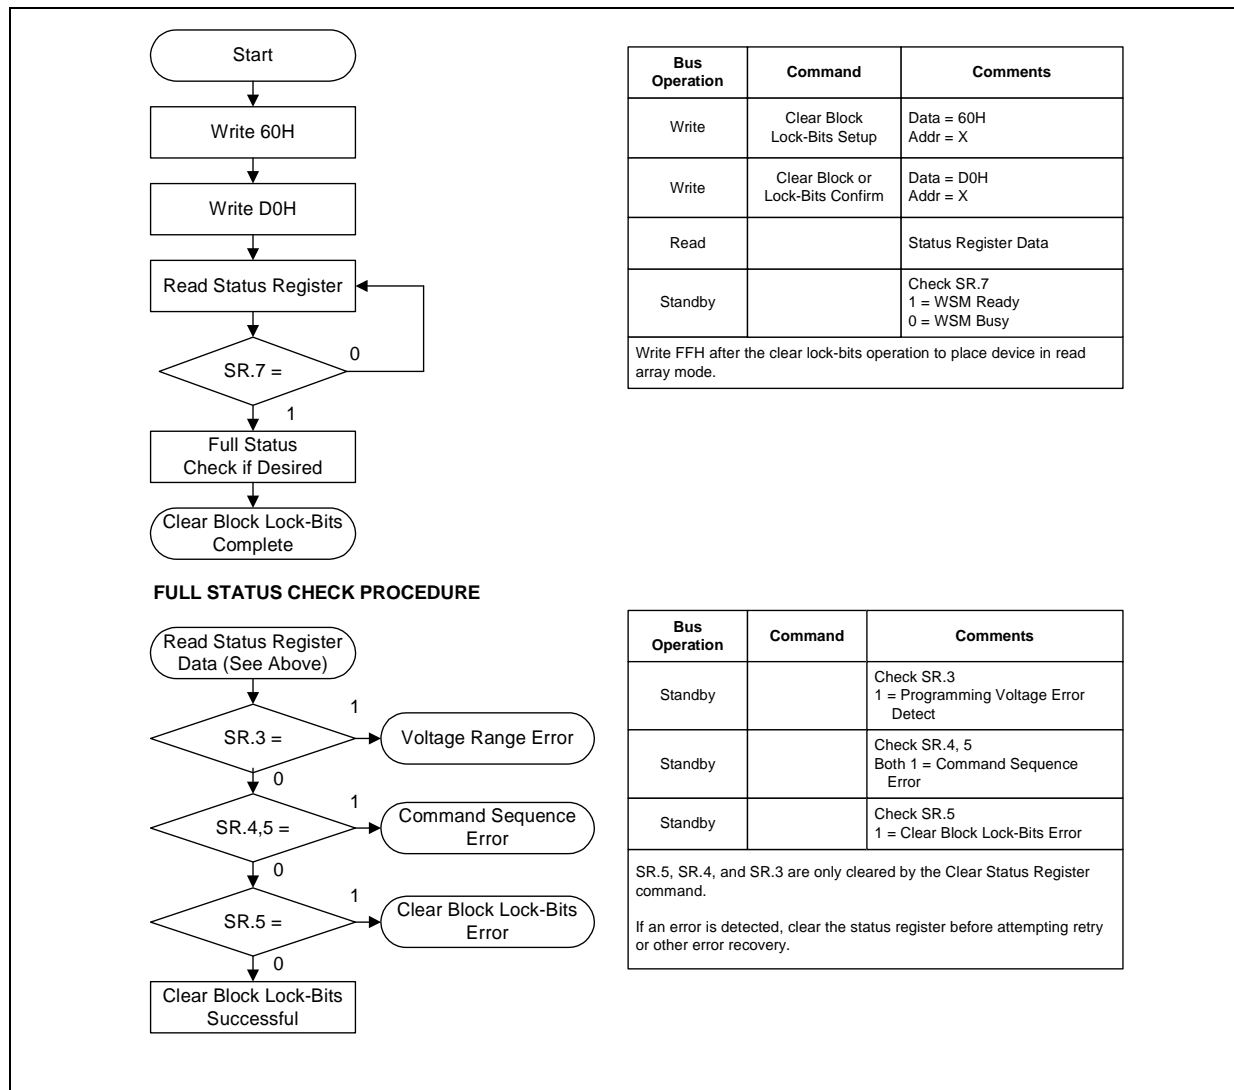 Start
Write 60H
Write D0H
Read Status Register
SR.7 =
0
1
Full Status
Check if Desired
Clear Block Lock-Bits
Complete
Bus
Operation
Command
Comments
Write
Clear Block
Lock-Bits Setup
Data = 60H
Addr = X
Write
Clear Block or
Lock-Bits Confirm
Data = D0H
Addr = X
Read
Status Register Data
Standby
Check SR.7
1 = WSM Ready
0 = WSM Busy
Write FFH after the clear lock-bits operation to place device in read
array mode.
FULL STATUS CHECK PROCEDURE
Read Status Register
Data (See Above)
SR.3 =
1
Voltage Range Error
0
SR.4,5 =
1
Command Sequence
Error
0
SR.5 =
1
Clear Block Lock-Bits
Error
0
Clear Block Lock-Bits
Successful
Bus
Operation
Command
Comments
Standby
Check SR.3
1 = Programming Voltage Error
Detect
Standby
Check SR.4, 5
Both 1 = Command Sequence
Error
Standby
Check SR.5
1 = Clear Block Lock-Bits Error
SR.5, SR.4, and SR.3 are only cleared by the Clear Status Register
command.
If an error is detected, clear the status register before attempting retry
or other error recovery.